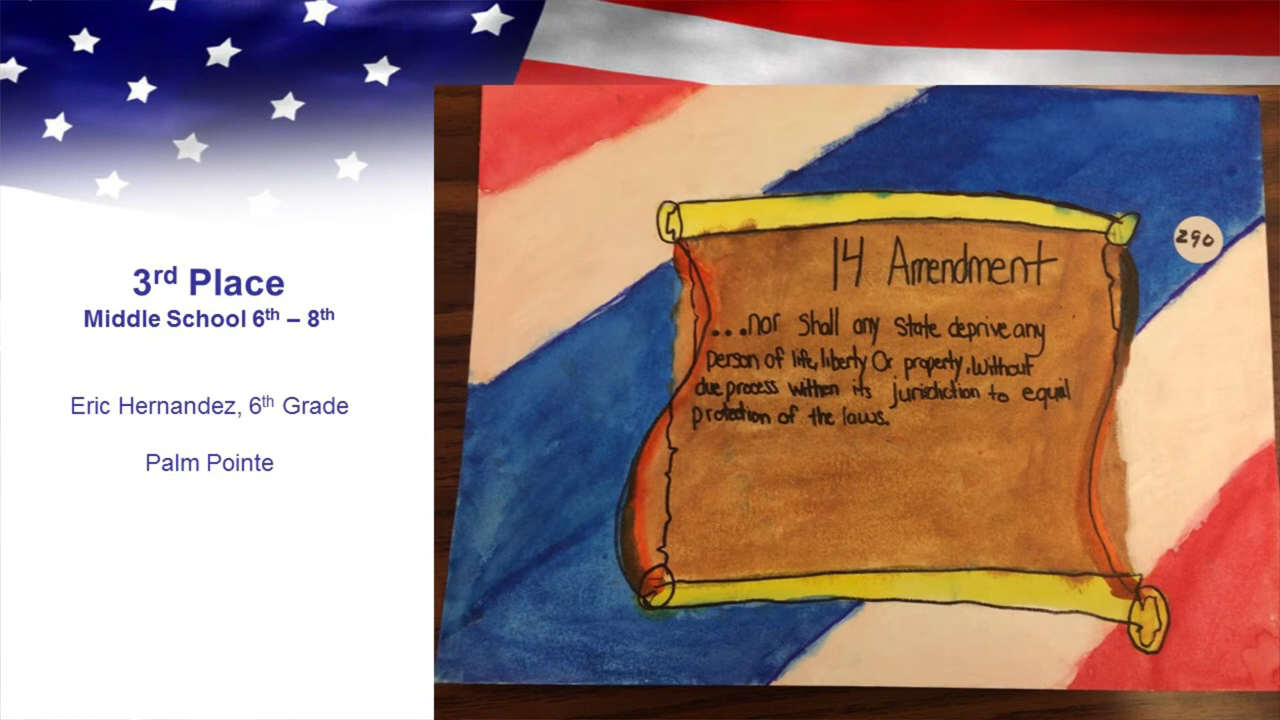 3rd Place
Middle School 6th – 8th
Eric Hernandez, 6th Grade
Palm Pointe
290
14 Amendment
...nor shall any state deprive any
person of life, liberty Or property. Without
due process within its jurisdiction to equal
protection of the laws.